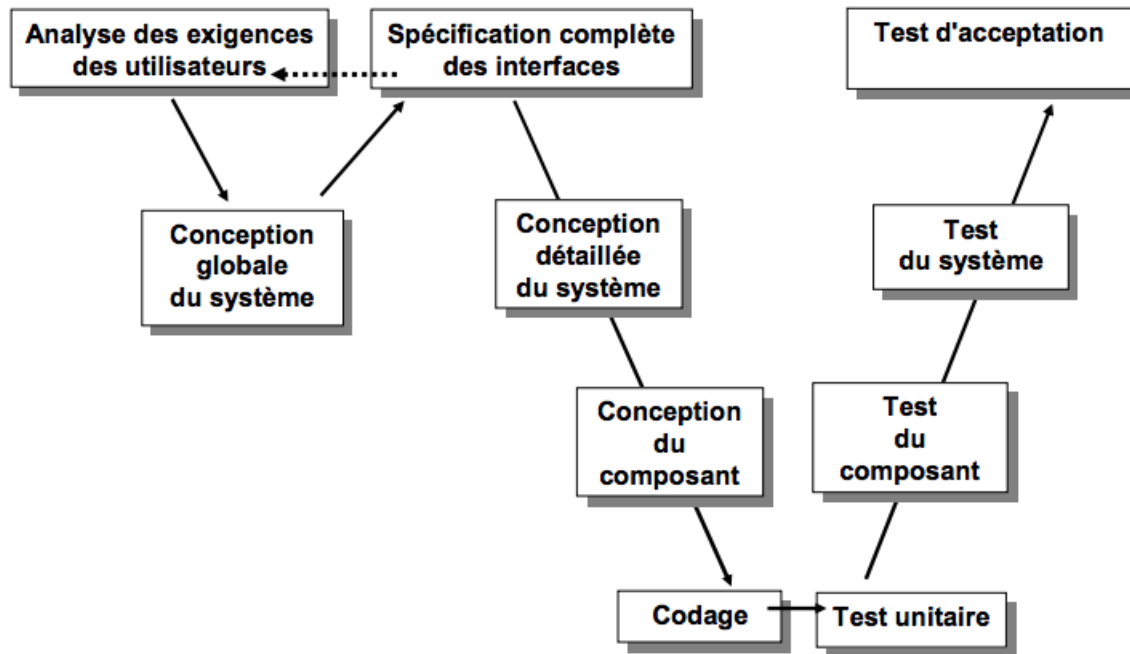 Analyse des exigences
des utilisateurs
Spécification complète
des interfaces
Test d'acceptation
Conception
globale
du système
Conception
détaillée
du système
Test
du système
Conception
du
composant
Test
du
composant
Codage
Test unitaire